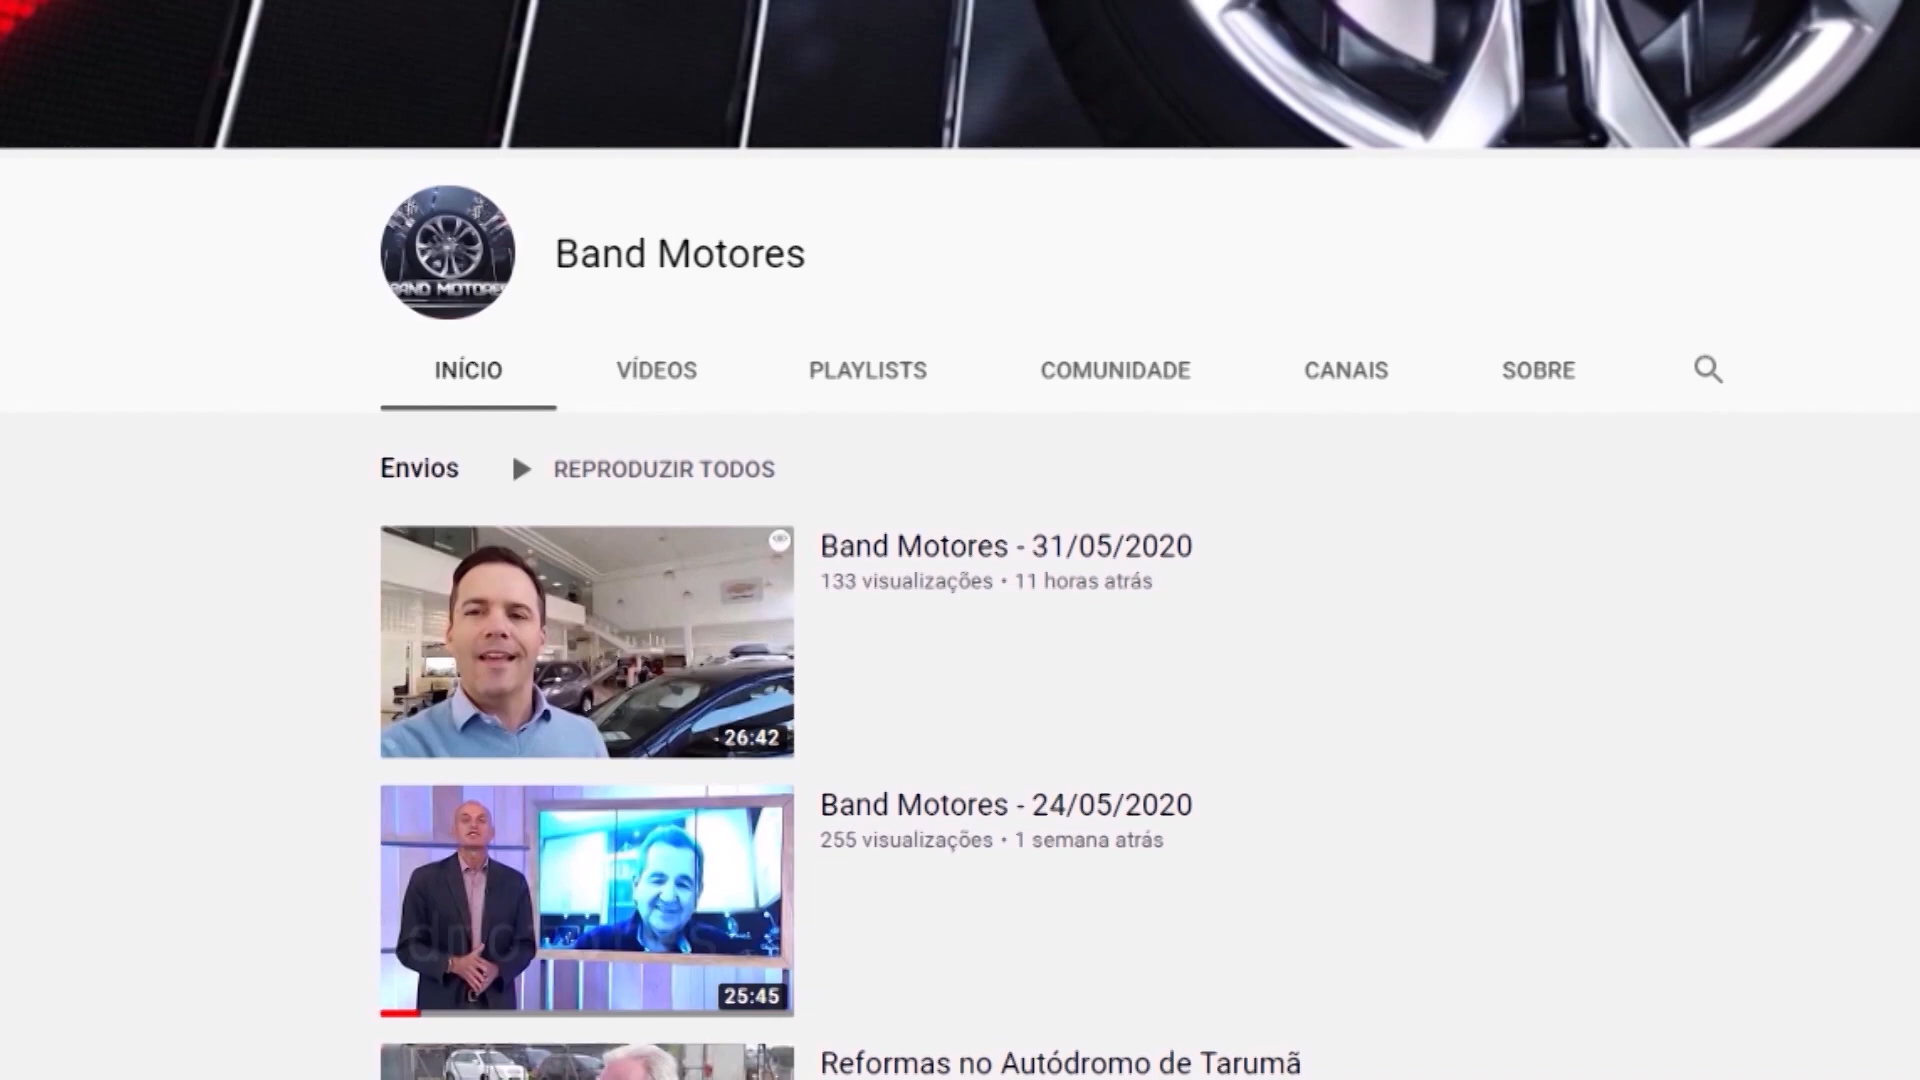 BAND MOTORES
Band Motores
INÍCIO VÍDEOS PLAYLISTS COMUNIDADE CANAIS SOBRE
Envios REPRODUZIR TODOS
Band Motores - 31/05/2020
133 visualizações • 11 horas atrás
26:42
Band Motores - 24/05/2020
255 visualizações • 1 semana atrás
25:45
Reformas no Autódromo de Tarumã